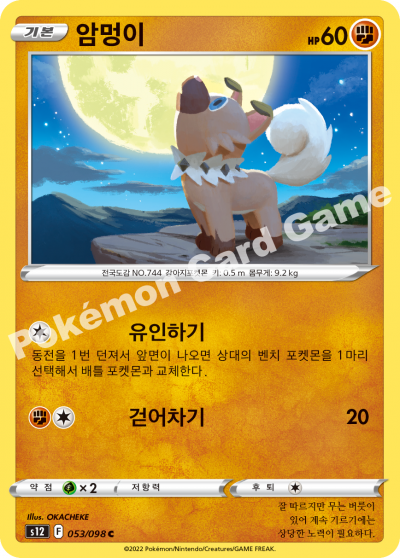 기본 암멍이 HP 60
전국도감 NO.744 강아지포켓몬 키: 0.5 m 몸무게: 9.2 kg
Pokémon Card Game
유인하기
동전을 1번 던져서 앞면이 나오면 상대의 벤치 포켓몬을 1마리
선택해서 배틀 포켓몬과 교체한다.
걷어차기 20
약점 ×2 저항력 후퇴
Illus. OKACHEKE
s12 F 053/098 C
잘 따르지만 무는 버릇이
있어 계속 기르기에는
상당한 노력이 필요하다.
©2022 Pokémon/Nintendo/Creatures/GAME FREAK.